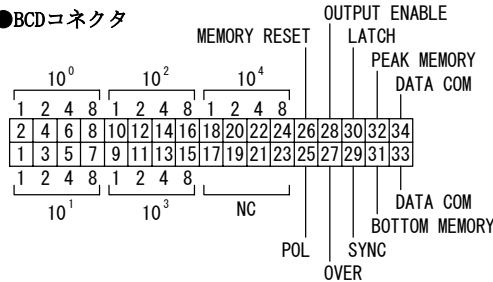 ●BCDコネクタ
OUTPUT ENABLE
MEMORY RESET LATCH
PEAK MEMORY
10⁰ 10² 10⁴ DATA COM
1 2 4 8 1 2 4 8 1 2 4 8
2 4 6 8 10 12 14 16 18 20 22 24 26 28 30 32 34
1 3 5 7 9 11 13 15 17 19 21 23 25 27 29 31 33
1 2 4 8 1 2 4 8
10¹ 10³ NC DATA COM
BOTTOM MEMORY
POL SYNC
OVER